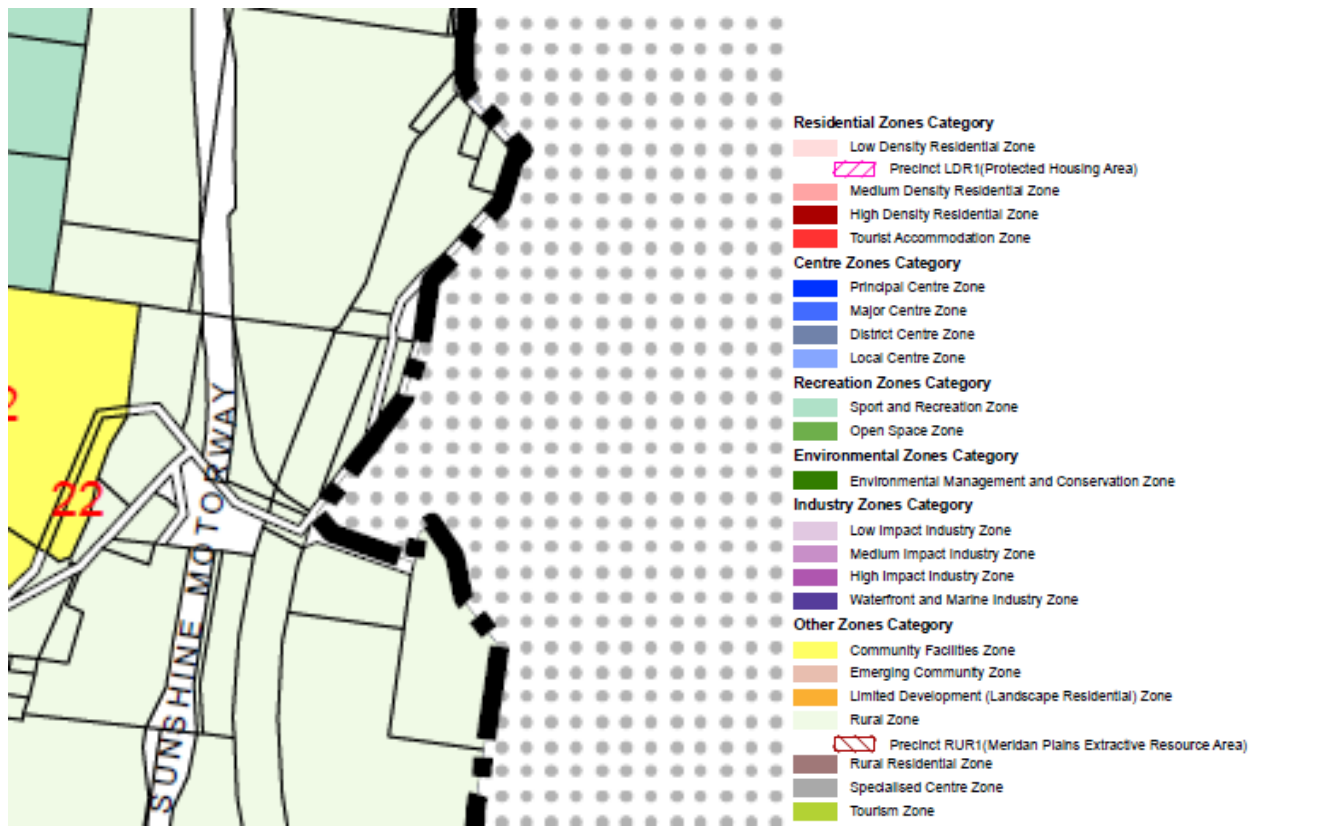 2
22
SUNSHINE MOTORWAY
Residential Zones Category
Low Density Residential Zone
Precinct LDR1(Protected Housing Area)
Medium Density Residential Zone
High Density Residential Zone
Tourist Accommodation Zone
Centre Zones Category
Principal Centre Zone
Major Centre Zone
District Centre Zone
Local Centre Zone
Recreation Zones Category
Sport and Recreation Zone
Open Space Zone
Environmental Zones Category
Environmental Management and Conservation Zone
Industry Zones Category
Low Impact Industry Zone
Medium Impact Industry Zone
High Impact Industry Zone
Waterfront and Marine Industry Zone
Other Zones Category
Community Facilities Zone
Emerging Community Zone
Limited Development (Landscape Residential) Zone
Rural Zone
Precinct RUR1(Meridan Plains Extractive Resource Area)
Rural Residential Zone
Specialised Centre Zone
Tourism Zone